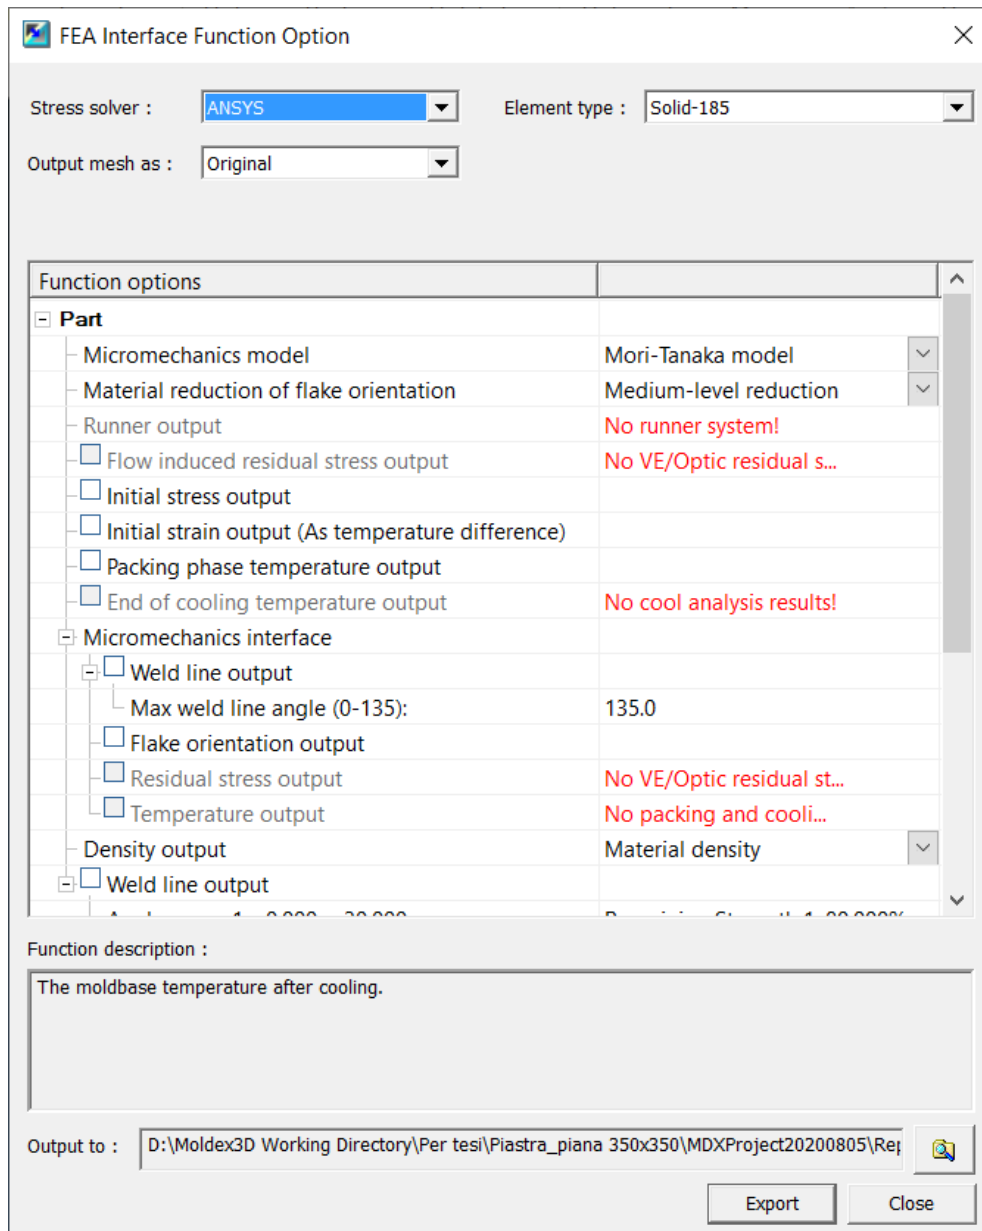 FEA Interface Function Option
Stress solver : ANSYS Element type : Solid-185
Output mesh as : Original
Function options
Part
Micromechanics model Mori-Tanaka model
Material reduction of flake orientation Medium-level reduction
Runner output No runner system!
Flow induced residual stress output No VE/Optic residual s...
Initial stress output
Initial strain output (As temperature difference)
Packing phase temperature output
End of cooling temperature output No cool analysis results!
Micromechanics interface
Weld line output
Max weld line angle (0-135): 135.0
Flake orientation output
Residual stress output No VE/Optic residual st...
Temperature output No packing and cooli...
Density output Material density
Weld line output
Function description :
The moldbase temperature after cooling.
Output to : D:\Moldex3D Working Directory\Per tesi\Piastra_piana 350x350\MDXProject20200805\Rep
Export Close